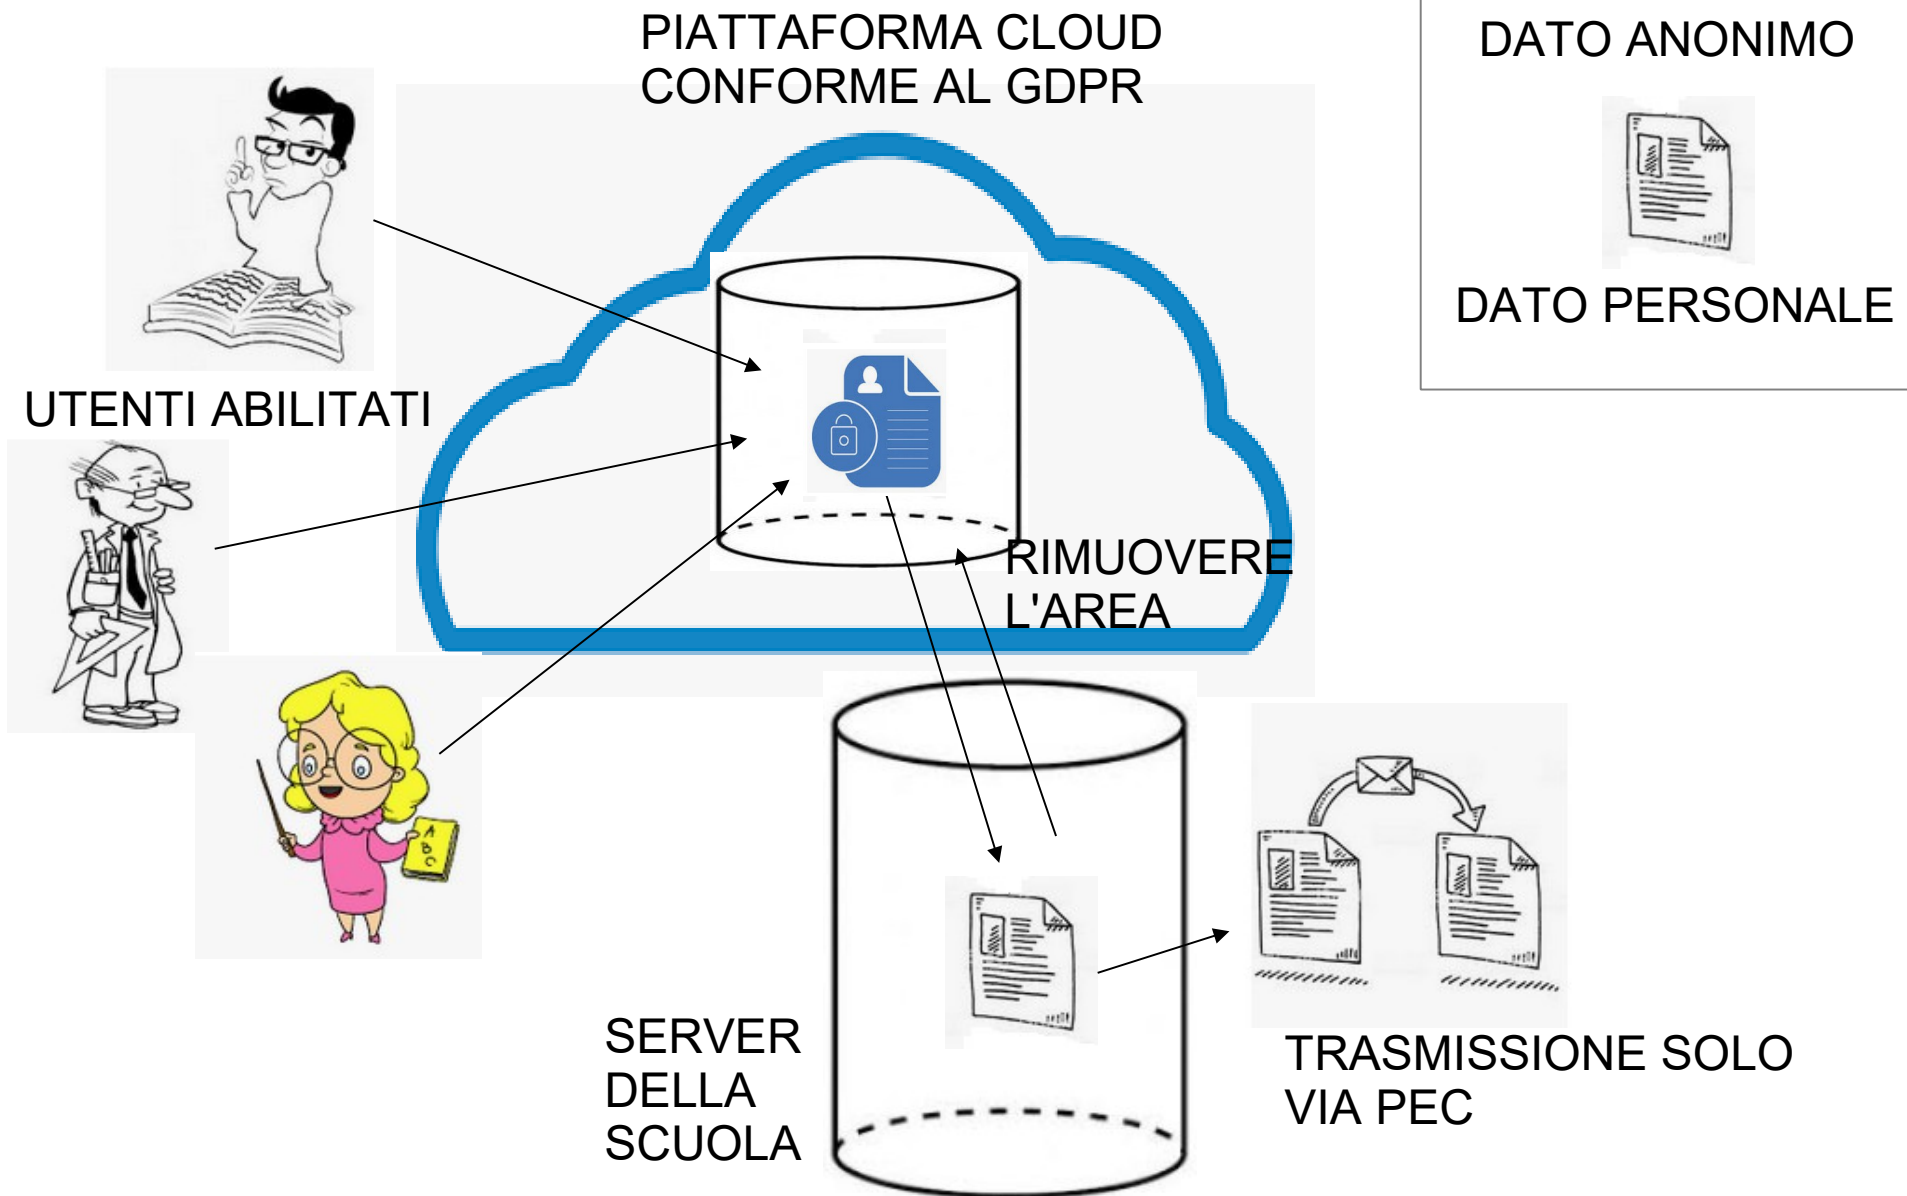 PIATTAFORMA CLOUD
CONFORME AL GDPR
DATO ANONIMO
DATO PERSONALE
UTENTI ABILITATI
RIMUOVERE
L'AREA
A
B
C
SERVER
DELLA
SCUOLA
TRASMISSIONE SOLO
VIA PEC